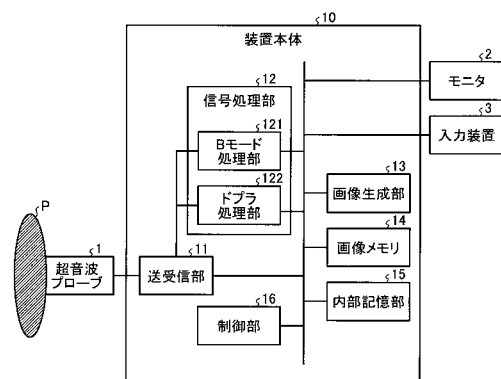 10
装置本体
2
モニタ
3
入力装置
12
信号処理部
121
Bモード
処理部
122
ドプラ
処理部
13
画像生成部
14
画像メモリ
15
内部記憶部
P
1
超音波
プローブ
11
送受信部
16
制御部